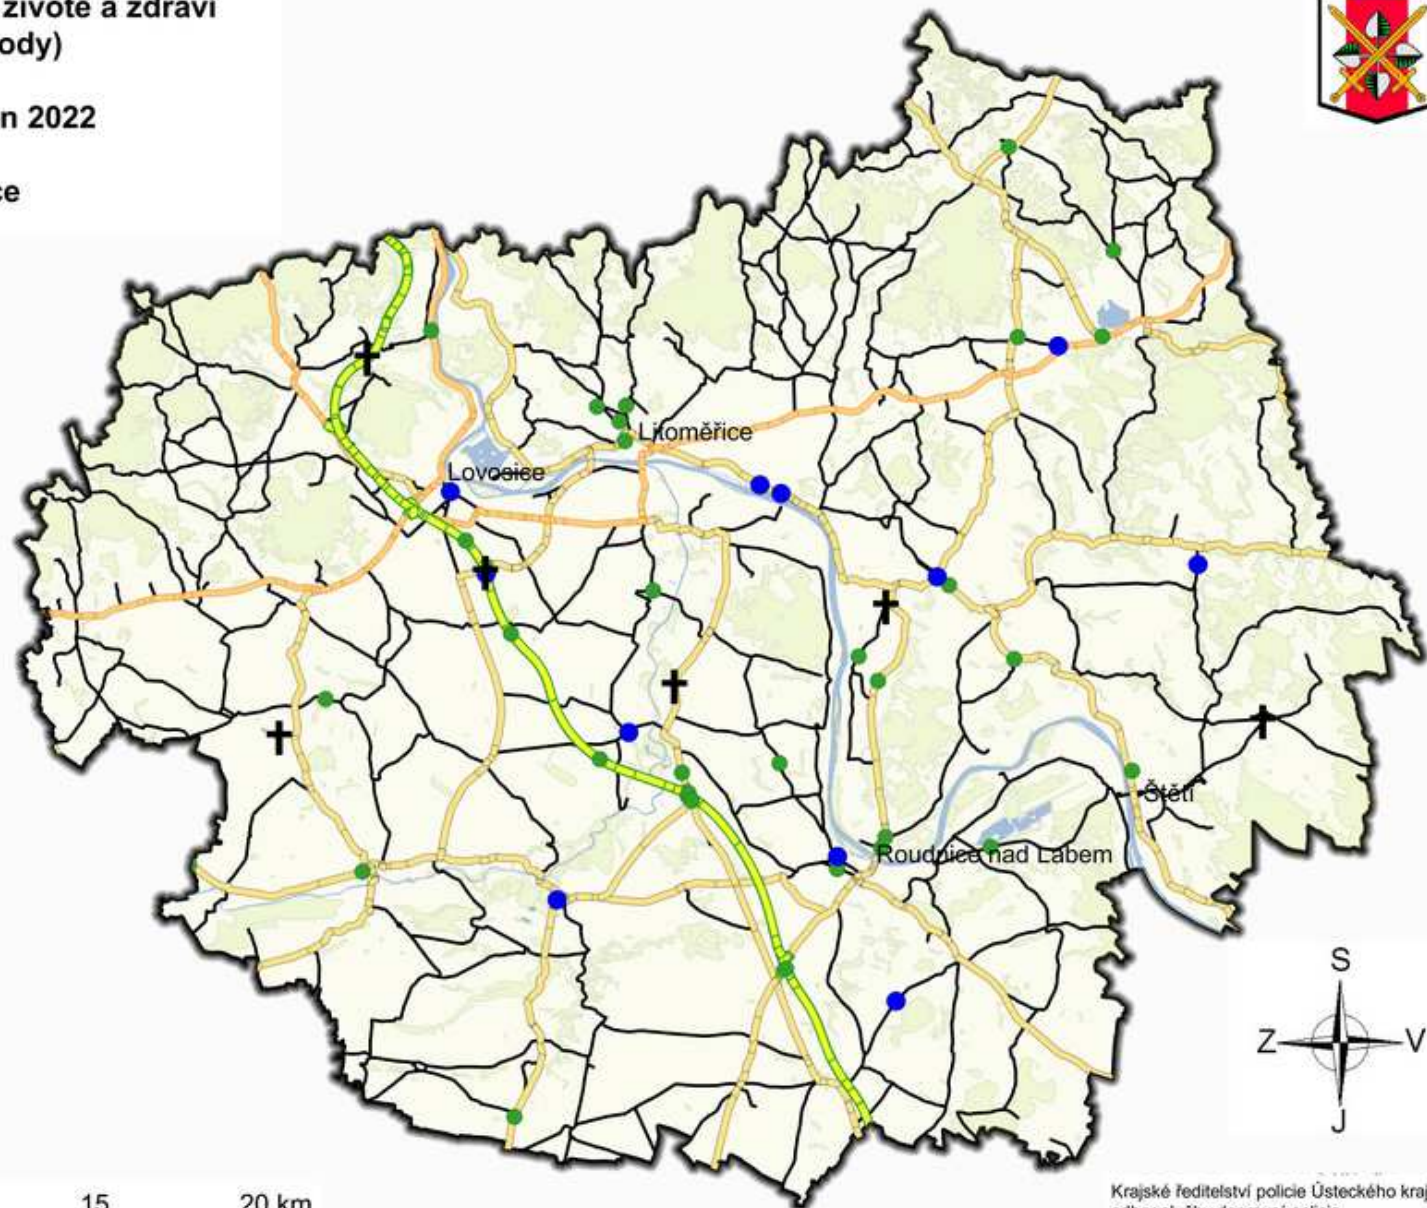 životě a zdraví
ody)
n 2022
ce
Litoměřice
Lovosice
Štětí
Roudnice nad Labem
S
Z
V
J
15
20 km
Krajské ředitelství policie Ústeckého kraj